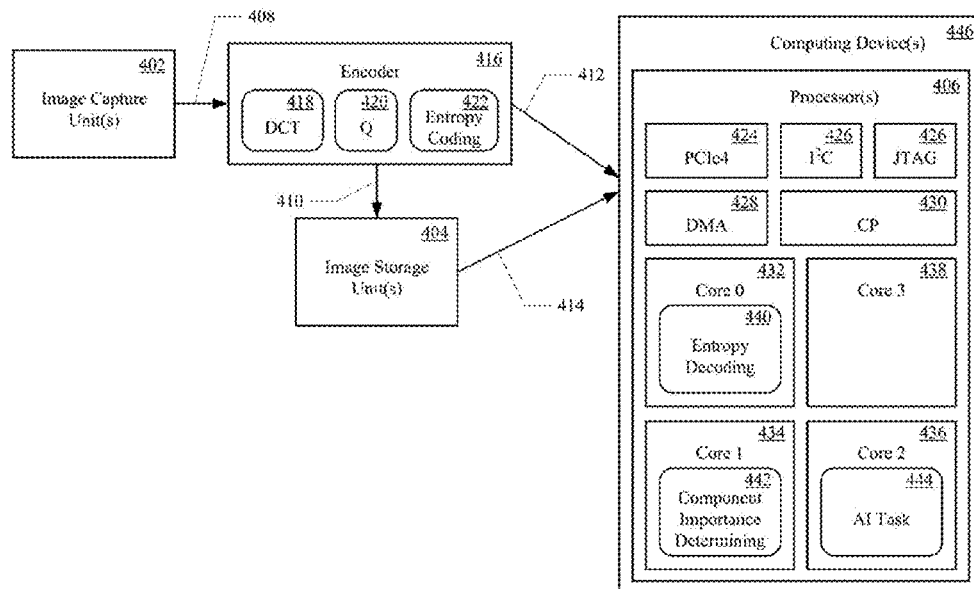 408
402
Image Capture
Unit(s)
416
Encoder
418
DCT
420
Q
422
Entropy
Coding
412
410
404
Image Storage
Unit(s)
414
446
Computing Device(s)
406
Processor(s)
424
PCIe4
426
I²C
426
JTAG
428
DMA
430
CP
432
Core 0
440
Entropy
Decoding
438
Core 3
434
Core 1
442
Component
Importance
Determining
436
Core 2
444
AI Task